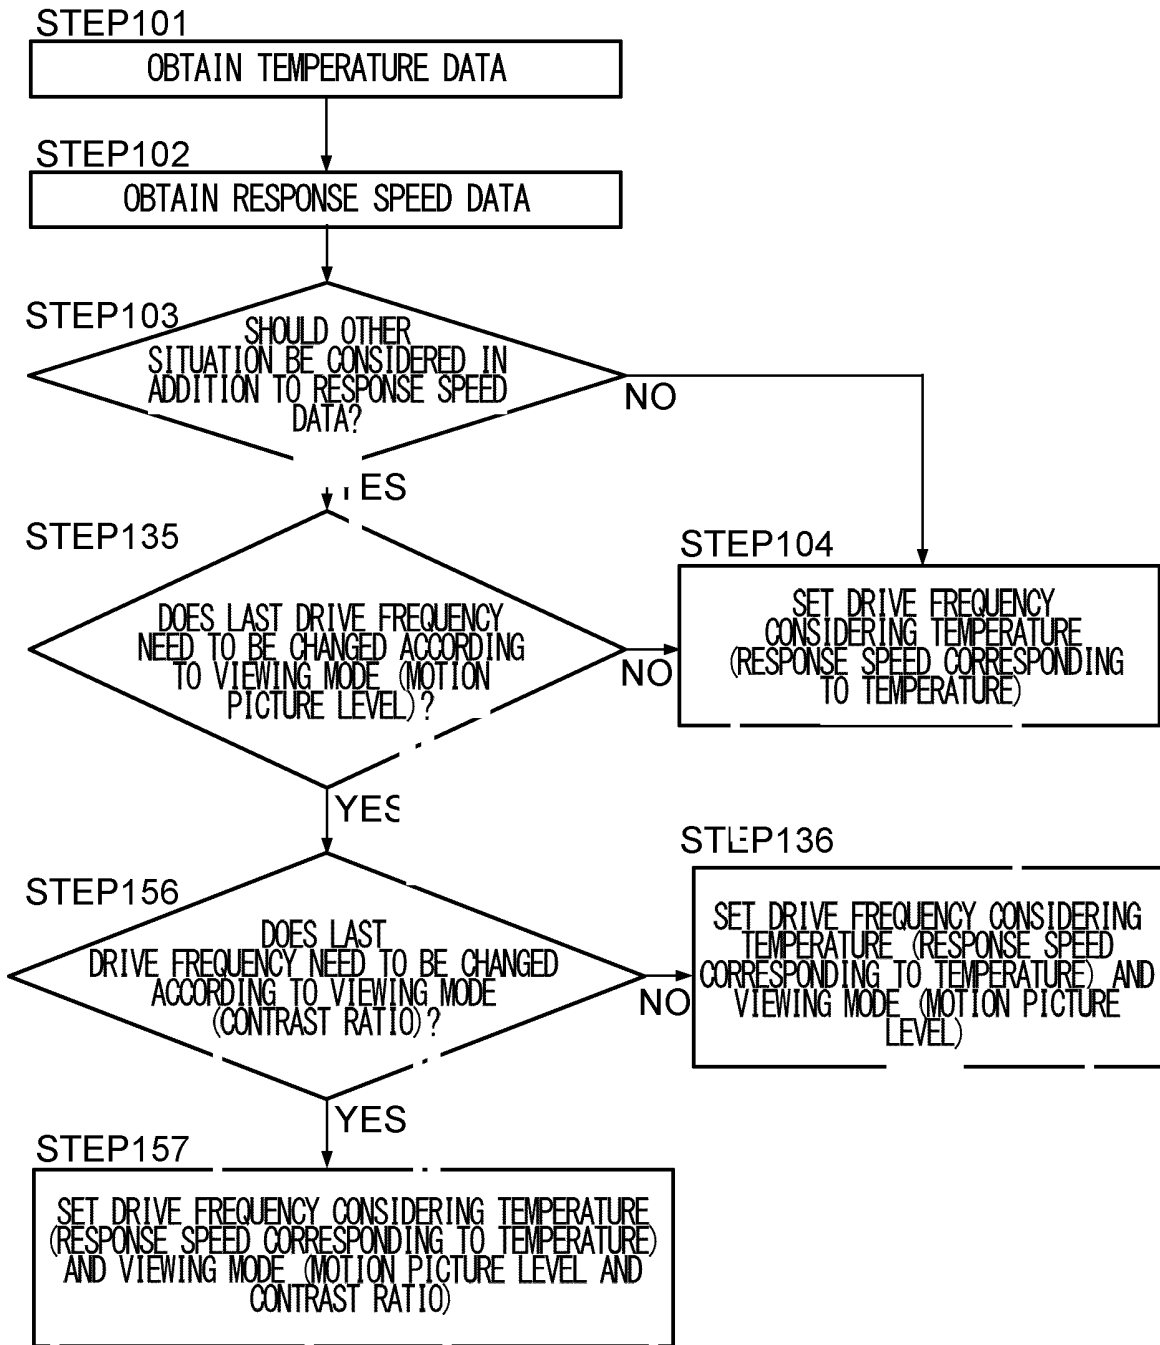 STEP101
OBTAIN TEMPERATURE DATA
STEP102
OBTAIN RESPONSE SPEED DATA
STEP103
SHOULD OTHER
SITUATION BE CONSIDERED IN
ADDITION TO RESPONSE SPEED
DATA?
NO
YES
STEP135
DOES LAST DRIVE FREQUENCY
NEED TO BE CHANGED ACCORDING
TO VIEWING MODE (MOTION
PICTURE LEVEL)?
NO
STEP104
SET DRIVE FREQUENCY
CONSIDERING TEMPERATURE
(RESPONSE SPEED CORRESPONDING
TO TEMPERATURE)
YES
STEP156
DOES LAST
DRIVE FREQUENCY NEED TO BE CHANGED
ACCORDING TO VIEWING MODE
(CONTRAST RATIO)?
NO
STEP136
SET DRIVE FREQUENCY CONSIDERING
TEMPERATURE (RESPONSE SPEED
CORRESPONDING TO TEMPERATURE) AND
VIEWING MODE (MOTION PICTURE
LEVEL)
YES
STEP157
SET DRIVE FREQUENCY CONSIDERING TEMPERATURE
(RESPONSE SPEED CORRESPONDING TO TEMPERATURE)
AND VIEWING MODE (MOTION PICTURE LEVEL AND
CONTRAST RATIO)